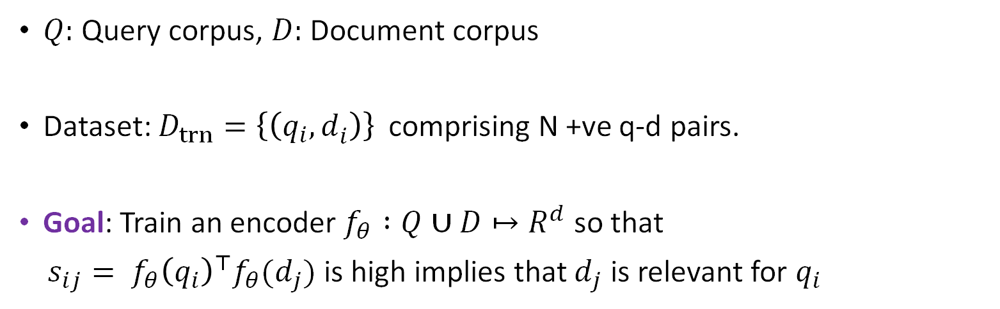 • Q: Query corpus, D: Document corpus
• Dataset: D_trn = {(q_i, d_i)} comprising N +ve q-d pairs.
• Goal: Train an encoder f_θ : Q ∪ D ↦ R^d so that
s_ij = f_θ(q_i)^⊤ f_θ(d_j) is high implies that d_j is relevant for q_i